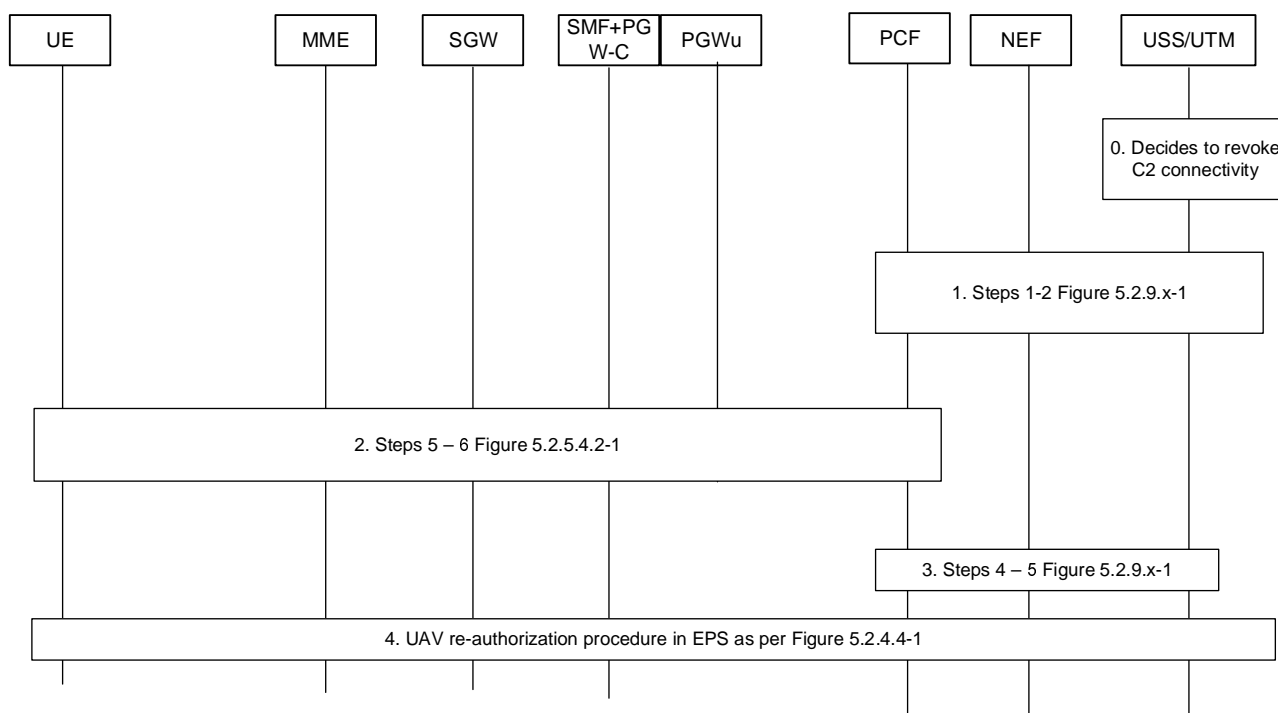 UE
MME
SGW
SMF+PG
W-C
PGWu
PCF
NEF
USS/UTM
0. Decides to revoke
C2 connectivity
1. Steps 1-2 Figure 5.2.9.x-1
2. Steps 5 – 6 Figure 5.2.5.4.2-1
3. Steps 4 – 5 Figure 5.2.9.x-1
4. UAV re-authorization procedure in EPS as per Figure 5.2.4.4-1